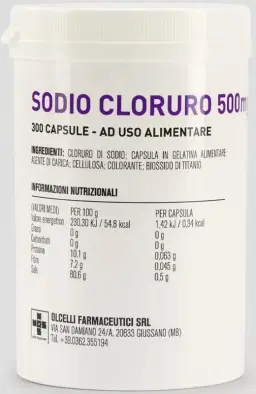 SODIO CLORURO 500m
300 CAPSULE - AD USO ALIMENTARE
INGREDIENTI: CLORURO DI SODIO; CAPSULA IN GELATINA ALIMENTARE;
AGENTE DI CARICA; CELLULOSA; COLORANTE; BIOSSIDO DI TITANIO
INFORMAZIONI NUTRIZIONALI
(VALORI MEDI) PER 100 g PER CAPSULA
Valore energetico 230,30 KJ / 54,8 kcal 1,42 KJ / 0,34 kcal
Grassi 0 g 0 g
Carboidrati 0 g 0 g
Proteine 10,1 g 0,063 g
Fibre 7,2 g 0,045 g
Sale 80,6 g 0,5 g
OLCELLI FARMACEUTICI SRL
VIA SAN DAMIANO 24/A, 20833 GIUSSANO (MB)
Tel. +39.0362.355194